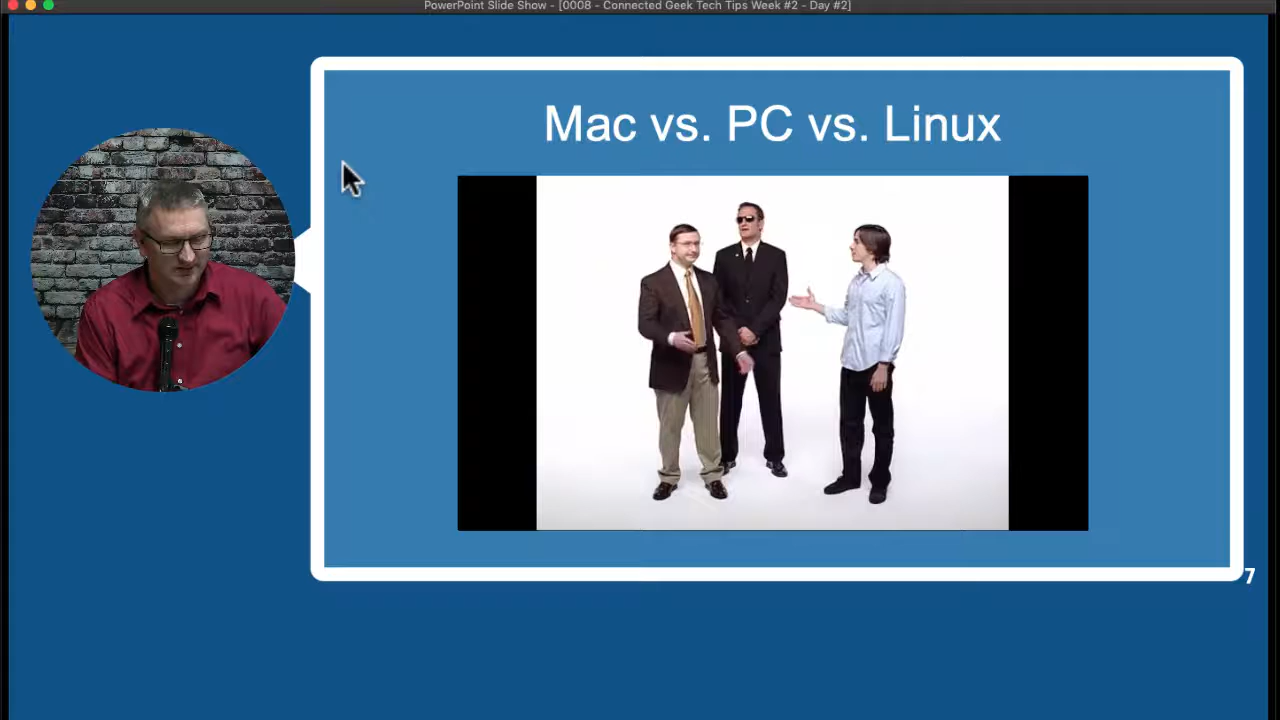 PowerPoint Slide Show - [0008 - Connected Geek Tech Tips Week #2 - Day #2]
Mac vs. PC vs. Linux
7